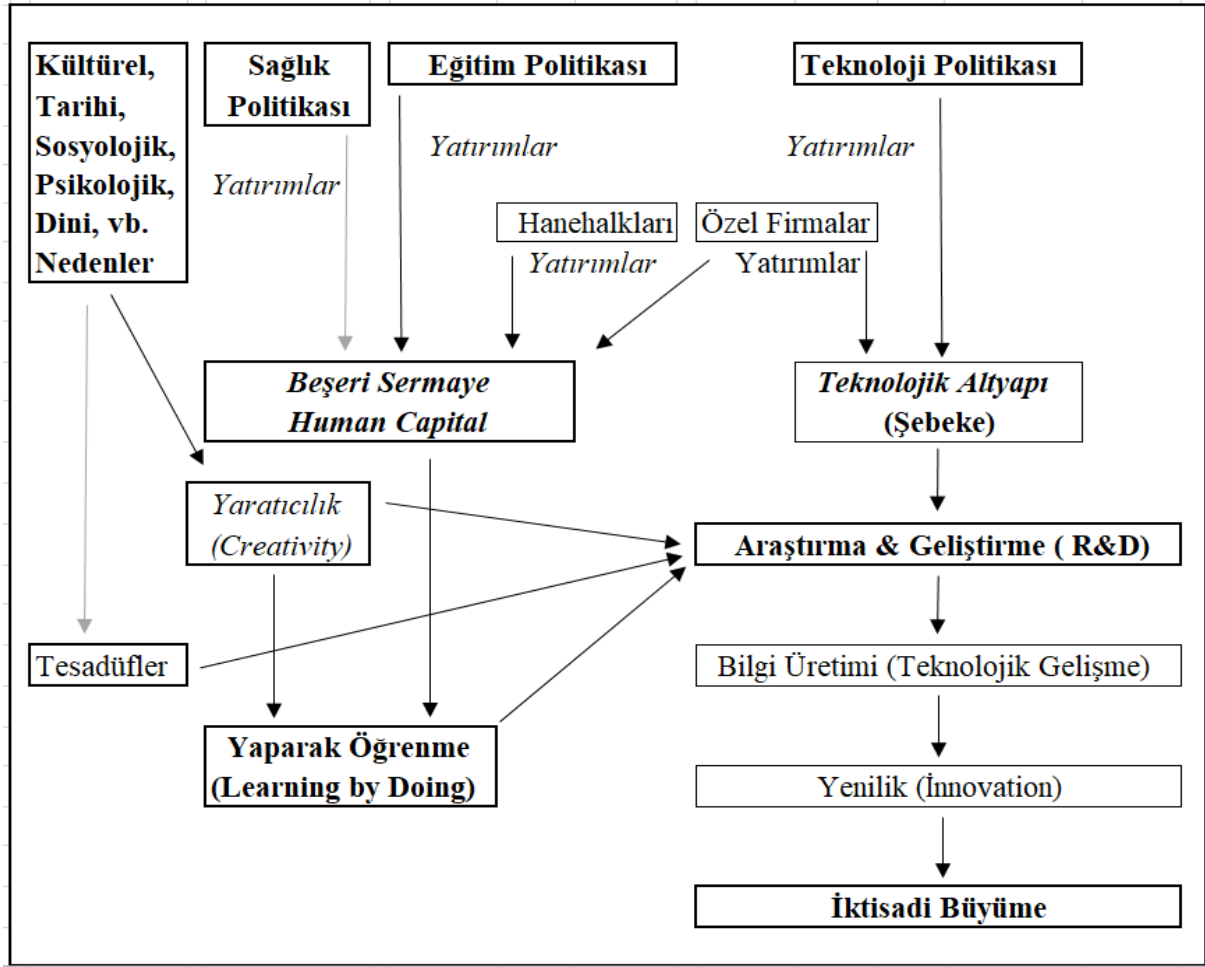 Kültürel,
Tarihi,
Sosyolojik,
Psikolojik,
Dini, vb.
Nedenler
Sağlık
Politikası
Eğitim Politikası
Teknoloji Politikası
Yatırımlar
Yatırımlar
Yatırımlar
Hanehalkları
Özel Firmalar
Yatırımlar
Yatırımlar
Beşeri Sermaye
Human Capital
Teknolojik Altyapı
(Şebeke)
Yaratıcılık
(Creativity)
Araştırma & Geliştirme ( R&D)
Tesadüfler
Bilgi Üretimi (Teknolojik Gelişme)
Yaparak Öğrenme
(Learning by Doing)
Yenilik (İnnovation)
İktisadi Büyüme